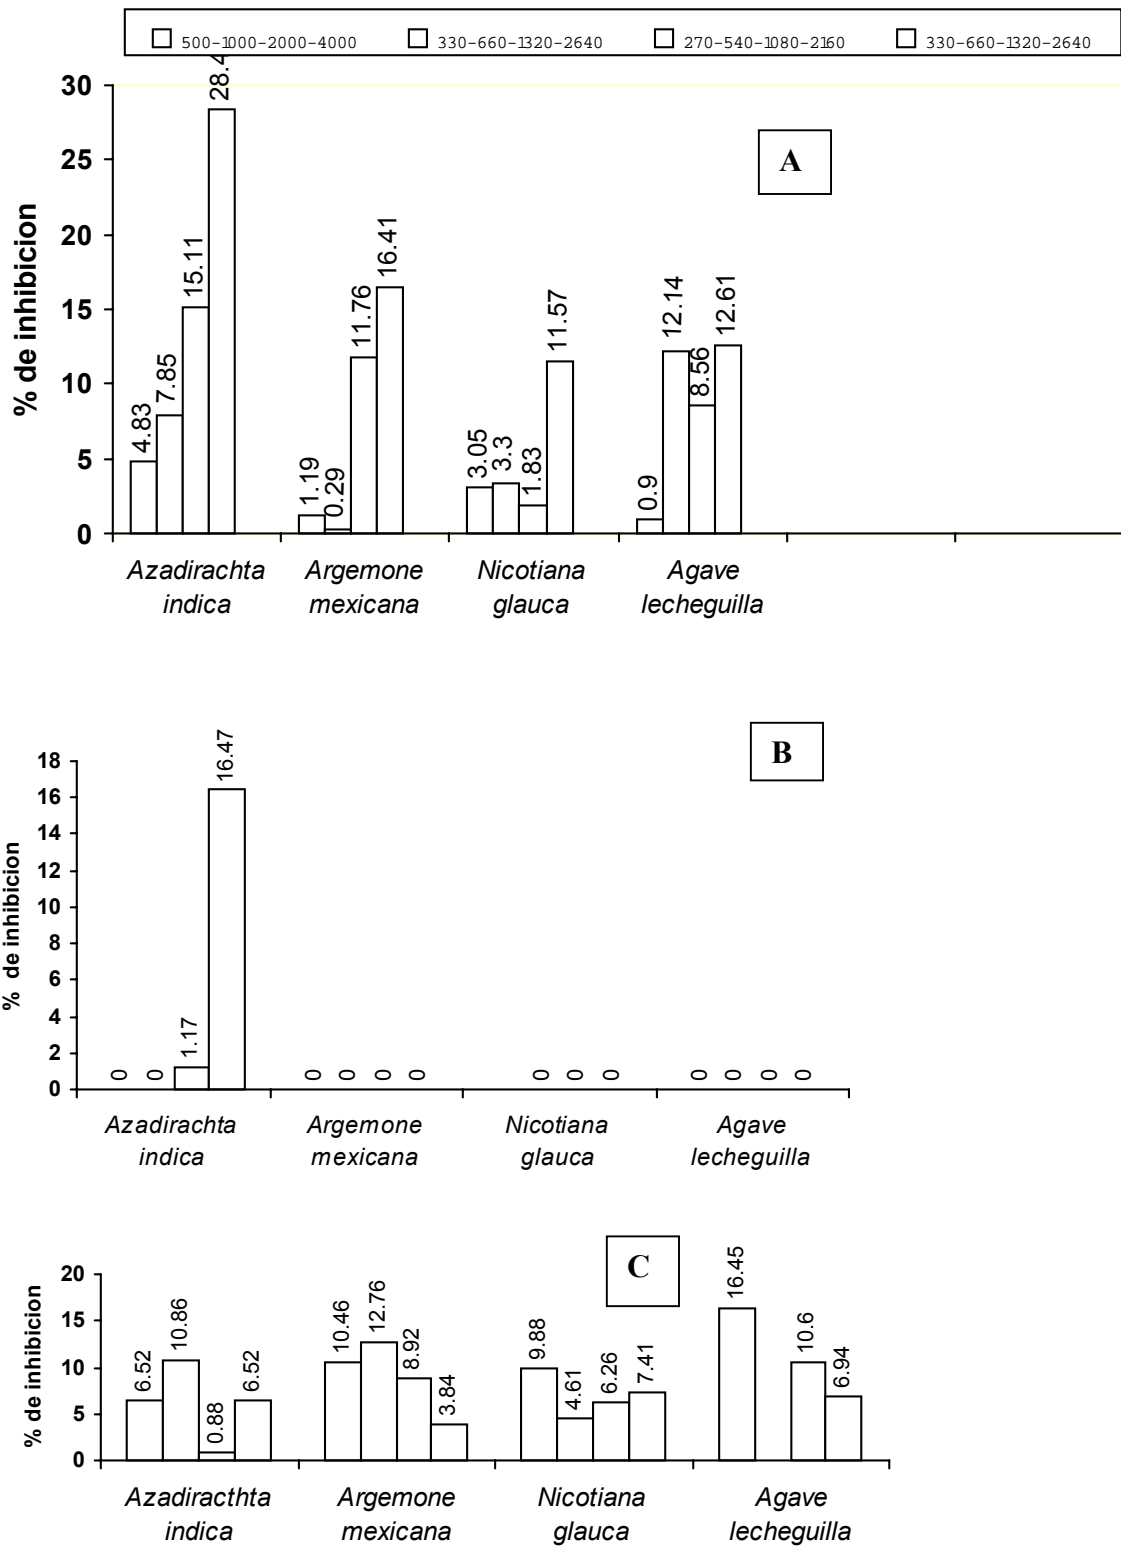 500-1000-2000-4000 330-660-1320-2640 270-540-1080-2160 330-660-1320-2640
A
% de inhibicion
30
25
20
15
10
5
0
4.83 7.85 15.11 28.4
1.19 0.29 11.76 16.41
3.05 3.3 1.83 11.57
0.9 12.14 8.56 12.61
Azadirachta indica
Argemone mexicana
Nicotiana glauca
Agave lecheguilla
B
% de inhibicion
18
16
14
12
10
8
6
4
2
0
0 0 1.17 16.47
0 0 0 0
0 0 0
0 0 0 0
Azadirachta indica
Argemone mexicana
Nicotiana glauca
Agave lecheguilla
C
% de inhibicion
20
15
10
5
0
6.52 10.86 0.88 6.52
10.46 12.76 8.92 3.84
9.88 4.61 6.26 7.41
16.45 10.6 6.94
Azadiracthta indica
Argemone mexicana
Nicotiana glauca
Agave lecheguilla